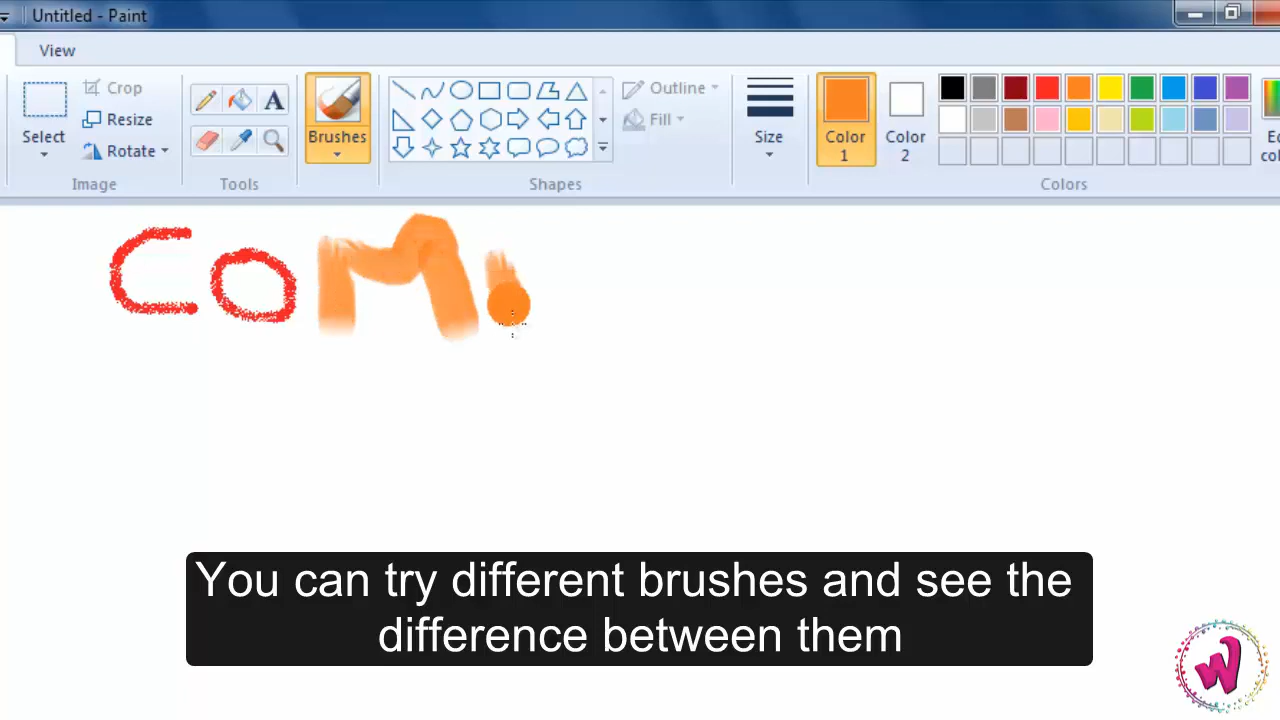 Untitled - Paint
View
Crop
Resize
Rotate
Select
Image
A
Tools
Brushes
Outline
Fill
Shapes
Size
Color
1
Color
2
Colors
COM
You can try different brushes and see the
difference between them
W